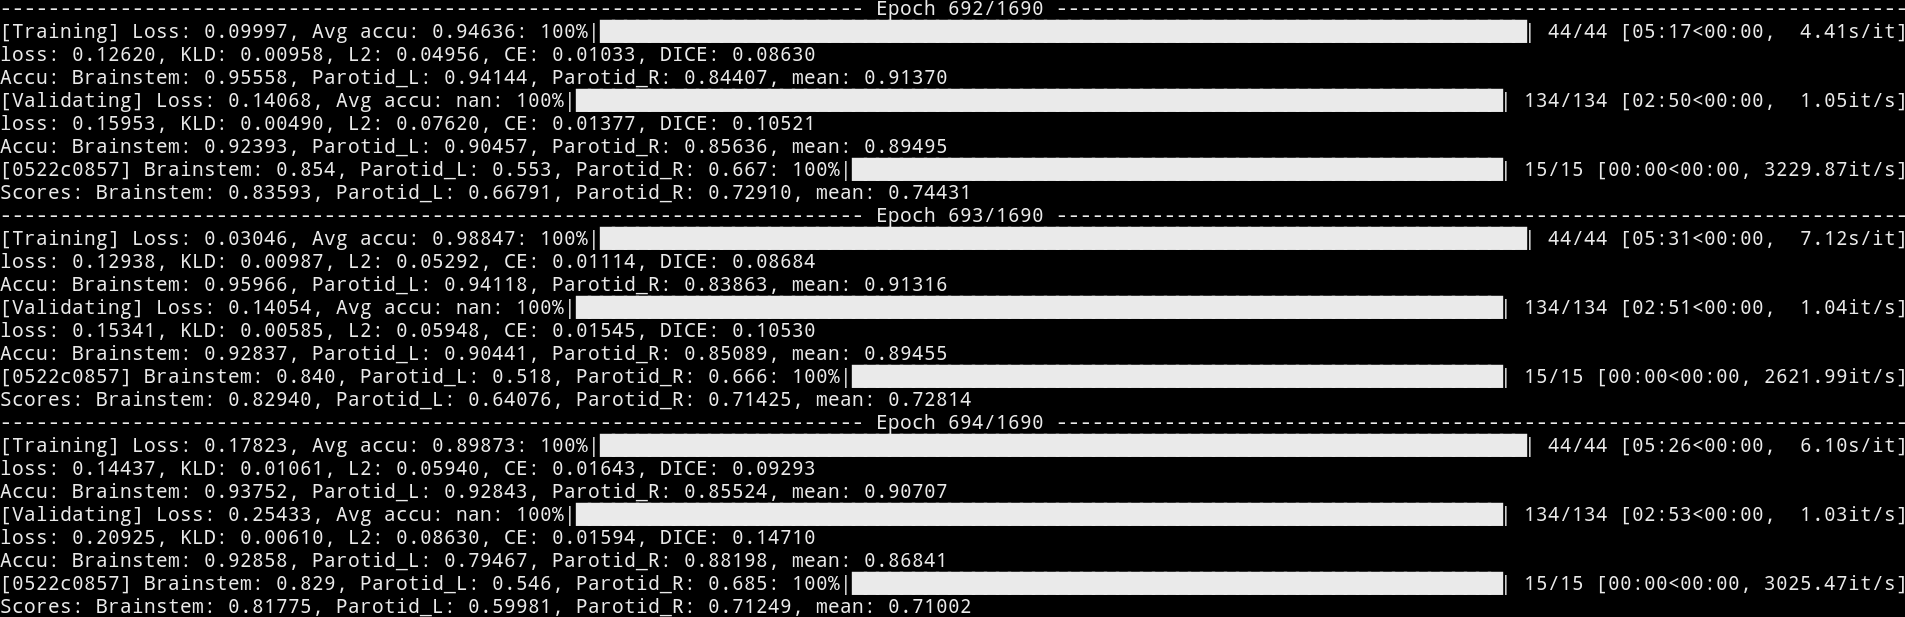 ------------------------------------------------------------------------ Epoch 692/1690 -----------------------------------------------------------------------
[Training] Loss: 0.09997, Avg accu: 0.94636: 100%|█████████████████████████████████████████████████████████████████████████████| 44/44 [05:17<00:00,  4.41s/it]
loss: 0.12620, KLD: 0.00958, L2: 0.04956, CE: 0.01033, DICE: 0.08630
Accu: Brainstem: 0.95558, Parotid_L: 0.94144, Parotid_R: 0.84407, mean: 0.91370
[Validating] Loss: 0.14068, Avg accu: nan: 100%|█████████████████████████████████████████████████████████████████████████████| 134/134 [02:50<00:00,  1.05it/s]
loss: 0.15953, KLD: 0.00490, L2: 0.07620, CE: 0.01377, DICE: 0.10521
Accu: Brainstem: 0.92393, Parotid_L: 0.90457, Parotid_R: 0.85636, mean: 0.89495
[0522c0857] Brainstem: 0.854, Parotid_L: 0.553, Parotid_R: 0.667: 100%|██████████████████████████████████████████████████████| 15/15 [00:00<00:00, 3229.87it/s]
Scores: Brainstem: 0.83593, Parotid_L: 0.66791, Parotid_R: 0.72910, mean: 0.74431
------------------------------------------------------------------------ Epoch 693/1690 -----------------------------------------------------------------------
[Training] Loss: 0.03046, Avg accu: 0.98847: 100%|█████████████████████████████████████████████████████████████████████████████| 44/44 [05:31<00:00,  7.12s/it]
loss: 0.12938, KLD: 0.00987, L2: 0.05292, CE: 0.01114, DICE: 0.08684
Accu: Brainstem: 0.95966, Parotid_L: 0.94118, Parotid_R: 0.83863, mean: 0.91316
[Validating] Loss: 0.14054, Avg accu: nan: 100%|█████████████████████████████████████████████████████████████████████████████| 134/134 [02:51<00:00,  1.04it/s]
loss: 0.15341, KLD: 0.00585, L2: 0.05948, CE: 0.01545, DICE: 0.10530
Accu: Brainstem: 0.92837, Parotid_L: 0.90441, Parotid_R: 0.85089, mean: 0.89455
[0522c0857] Brainstem: 0.840, Parotid_L: 0.518, Parotid_R: 0.666: 100%|██████████████████████████████████████████████████████| 15/15 [00:00<00:00, 2621.99it/s]
Scores: Brainstem: 0.82940, Parotid_L: 0.64076, Parotid_R: 0.71425, mean: 0.72814
------------------------------------------------------------------------ Epoch 694/1690 -----------------------------------------------------------------------
[Training] Loss: 0.17823, Avg accu: 0.89873: 100%|█████████████████████████████████████████████████████████████████████████████| 44/44 [05:26<00:00,  6.10s/it]
loss: 0.14437, KLD: 0.01061, L2: 0.05940, CE: 0.01643, DICE: 0.09293
Accu: Brainstem: 0.93752, Parotid_L: 0.92843, Parotid_R: 0.85524, mean: 0.90707
[Validating] Loss: 0.25433, Avg accu: nan: 100%|█████████████████████████████████████████████████████████████████████████████| 134/134 [02:53<00:00,  1.03it/s]
loss: 0.20925, KLD: 0.00610, L2: 0.08630, CE: 0.01594, DICE: 0.14710
Accu: Brainstem: 0.92858, Parotid_L: 0.79467, Parotid_R: 0.88198, mean: 0.86841
[0522c0857] Brainstem: 0.829, Parotid_L: 0.546, Parotid_R: 0.685: 100%|██████████████████████████████████████████████████████| 15/15 [00:00<00:00, 3025.47it/s]
Scores: Brainstem: 0.81775, Parotid_L: 0.59981, Parotid_R: 0.71249, mean: 0.71002